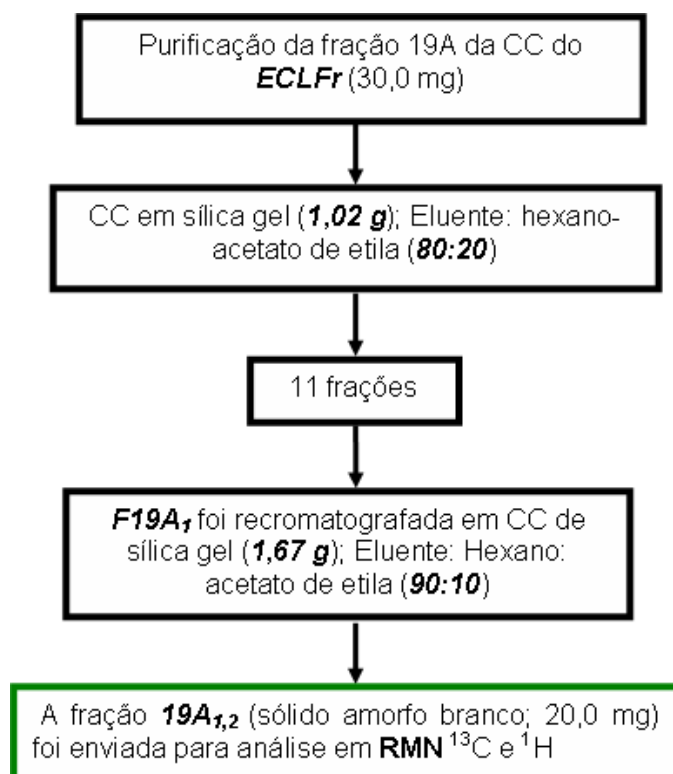 Purificação da fração 19A da CC do
ECLFr (30,0 mg)
CC em sílica gel (1,02 g); Eluente: hexano-
acetato de etila (80:20)
11 frações
F19A₁ foi recromatografada em CC de
sílica gel (1,67 g); Eluente: Hexano:
acetato de etila (90:10)
A fração 19A₁,₂ (sólido amorfo branco; 20,0 mg)
foi enviada para análise em RMN ¹³C e ¹H